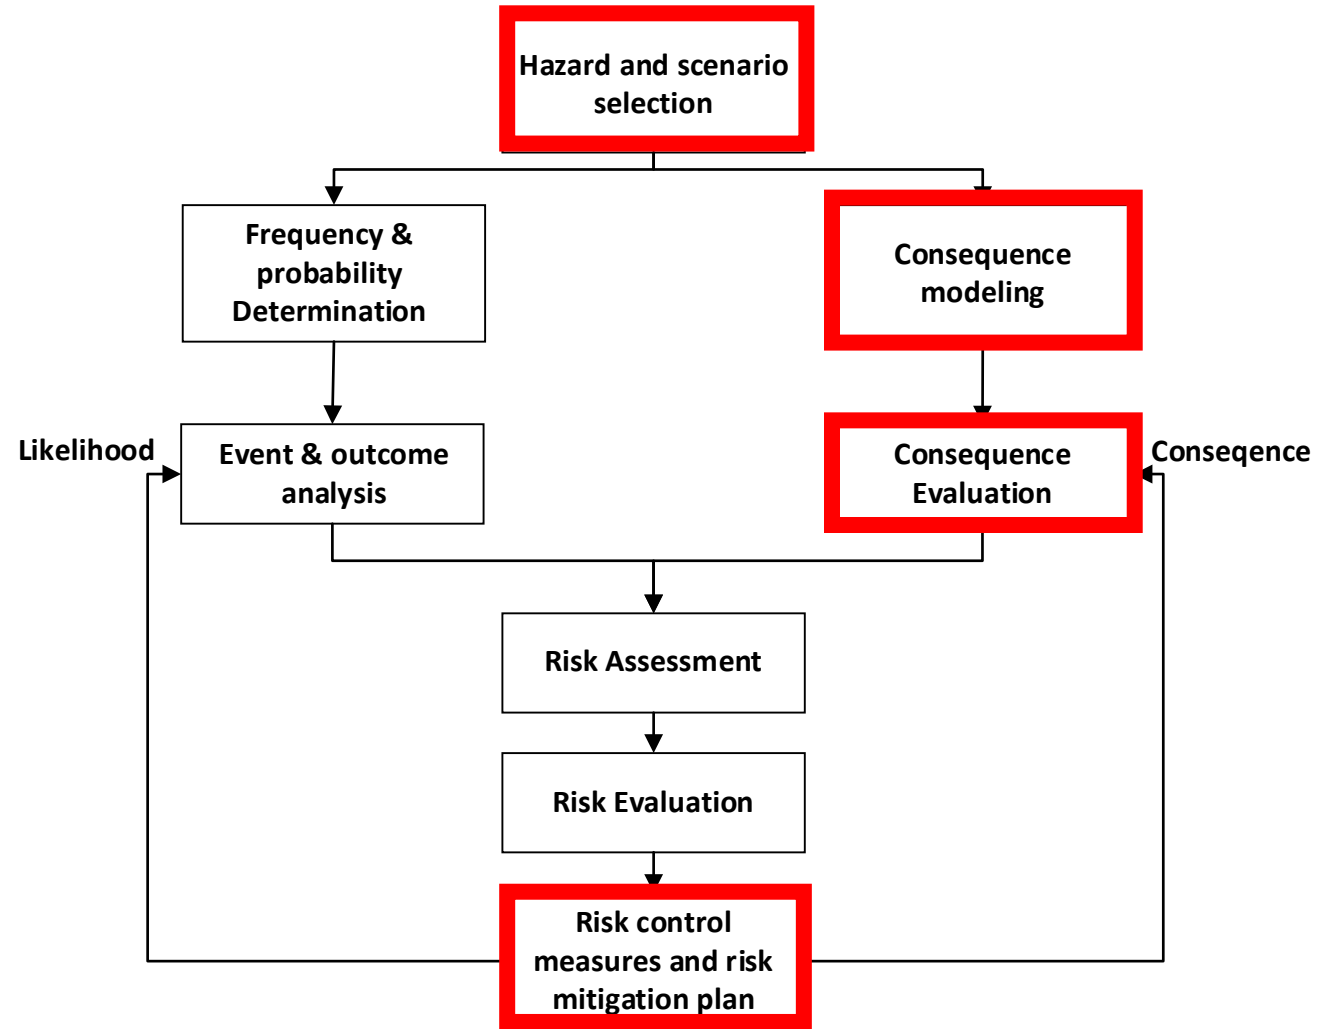 Hazard and scenario
selection
Frequency &
probability
Determination
Consequence
modeling
Likelihood
Event & outcome
analysis
Consequence
Evaluation
Conseqence
Risk Assessment
Risk Evaluation
Risk control
measures and risk
mitigation plan